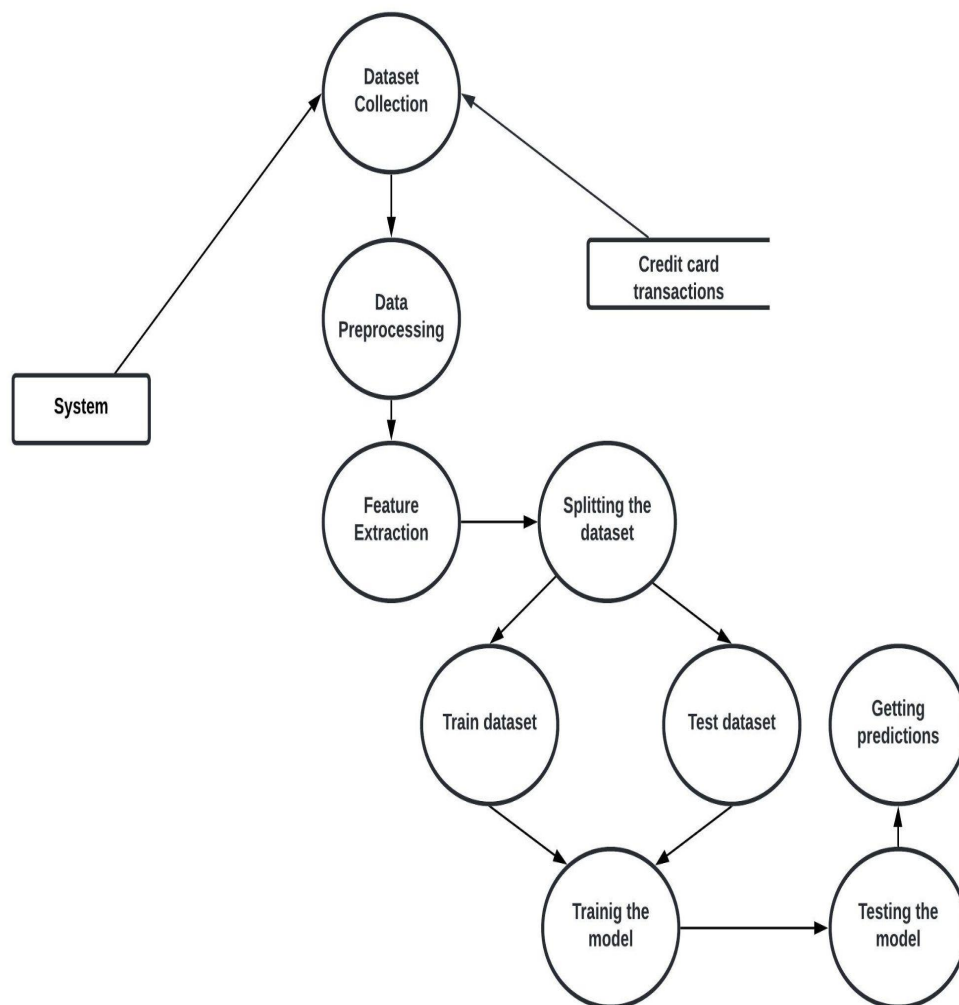 Dataset
Collection
Credit card
transactions
Data
Preprocessing
System
Feature
Extraction
Splitting the
dataset
Train dataset
Test dataset
Getting
predictions
Trainig the
model
Testing the
model